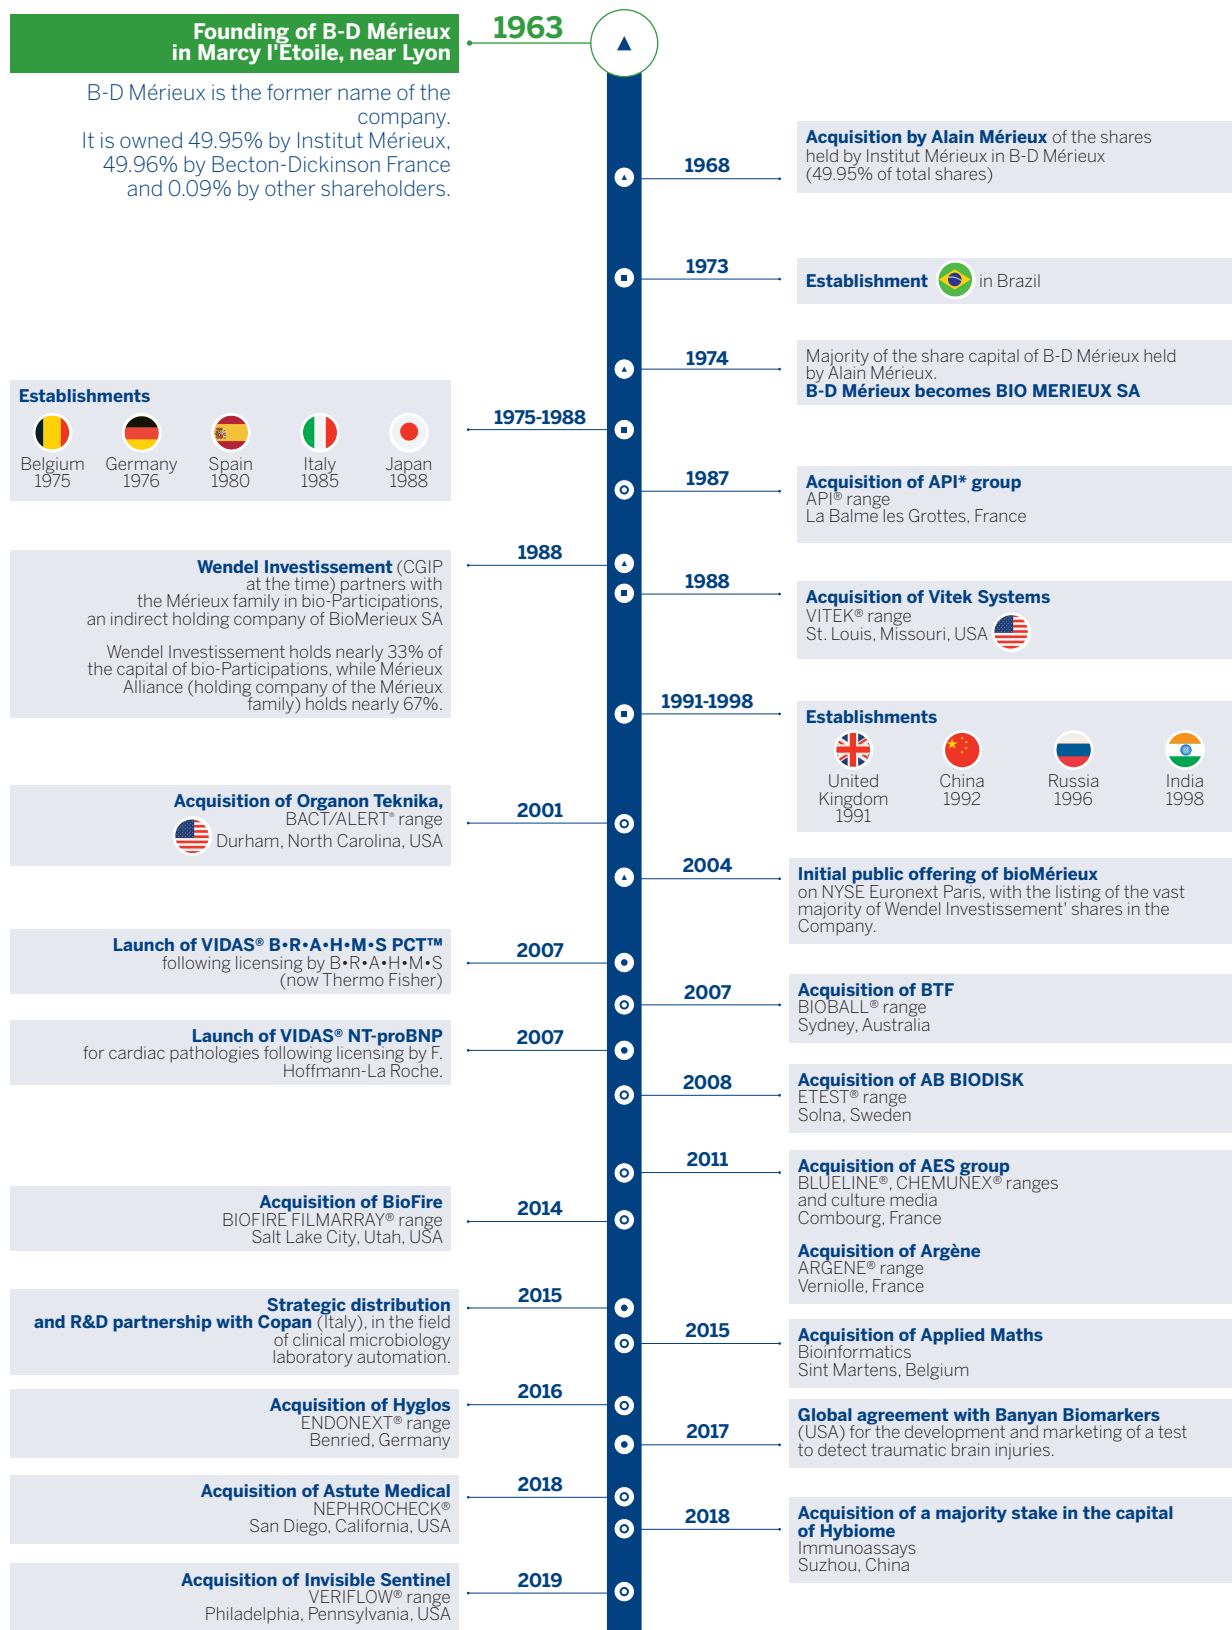 Founding of B-D Mérieux
in Marcy l'Etoile, near Lyon
1963
B-D Mérieux is the former name of the
company.
It is owned 49.95% by Institut Mérieux,
49.96% by Becton-Dickinson France
and 0.09% by other shareholders.
1968
Acquisition by Alain Mérieux of the shares
held by Institut Mérieux in B-D Mérieux
(49.95% of total shares)
1973
Establishment in Brazil
1974
Majority of the share capital of B-D Mérieux held
by Alain Mérieux.
B-D Mérieux becomes BIO MERIEUX SA
1975-1988
Establishments
Belgium Germany Spain Italy Japan
1975 1976 1980 1985 1988
1987
Acquisition of API* group
API® range
La Balme les Grottes, France
1988
Wendel Investissement (CGIP
at the time) partners with
the Mérieux family in bio-Participations,
an indirect holding company of BioMerieux SA
Wendel Investissement holds nearly 33% of
the capital of bio-Participations, while Mérieux
Alliance (holding company of the Mérieux
family) holds nearly 67%.
1988
Acquisition of Vitek Systems
VITEK® range
St. Louis, Missouri, USA
1991-1998
Establishments
United China Russia India
Kingdom 1992 1996 1998
1991
2001
Acquisition of Organon Teknika,
BACT/ALERT® range
Durham, North Carolina, USA
2004
Initial public offering of bioMérieux
on NYSE Euronext Paris, with the listing of the vast
majority of Wendel Investissement' shares in the
Company.
2007
Launch of VIDAS® B•R•A•H•M•S PCT™
following licensing by B•R•A•H•M•S
(now Thermo Fisher)
2007
Acquisition of BTF
BIOBALL® range
Sydney, Australia
2007
Launch of VIDAS® NT-proBNP
for cardiac pathologies following licensing by F.
Hoffmann-La Roche.
2008
Acquisition of AB BIODISK
ETEST® range
Solna, Sweden
2011
Acquisition of AES group
BLUELINE®, CHEMUNEX® ranges
and culture media
Combourg, France
Acquisition of Argène
ARGENE® range
Verniolle, France
2014
Acquisition of BioFire
BIOFIRE FILMARRAY® range
Salt Lake City, Utah, USA
2015
Strategic distribution
and R&D partnership with Copan (Italy), in the field
of clinical microbiology
laboratory automation.
2015
Acquisition of Applied Maths
Bioinformatics
Sint Martens, Belgium
2016
Acquisition of Hyglos
ENDONEXT® range
Benried, Germany
2017
Global agreement with Banyan Biomarkers
(USA) for the development and marketing of a test
to detect traumatic brain injuries.
2018
Acquisition of Astute Medical
NEPHROCHECK®
San Diego, California, USA
2018
Acquisition of a majority stake in the capital
of Hybiome
Immunoassays
Suzhou, China
2019
Acquisition of Invisible Sentinel
VERIFLOW® range
Philadelphia, Pennsylvania, USA